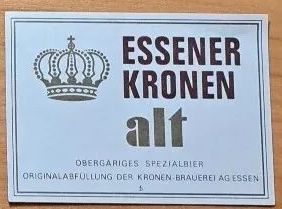 ESSENER
KRONEN
alt
OBERGÄRIGES SPEZIALBIER
ORIGINALABFÜLLUNG DER KRONEN-BRAUEREI AG ESSEN